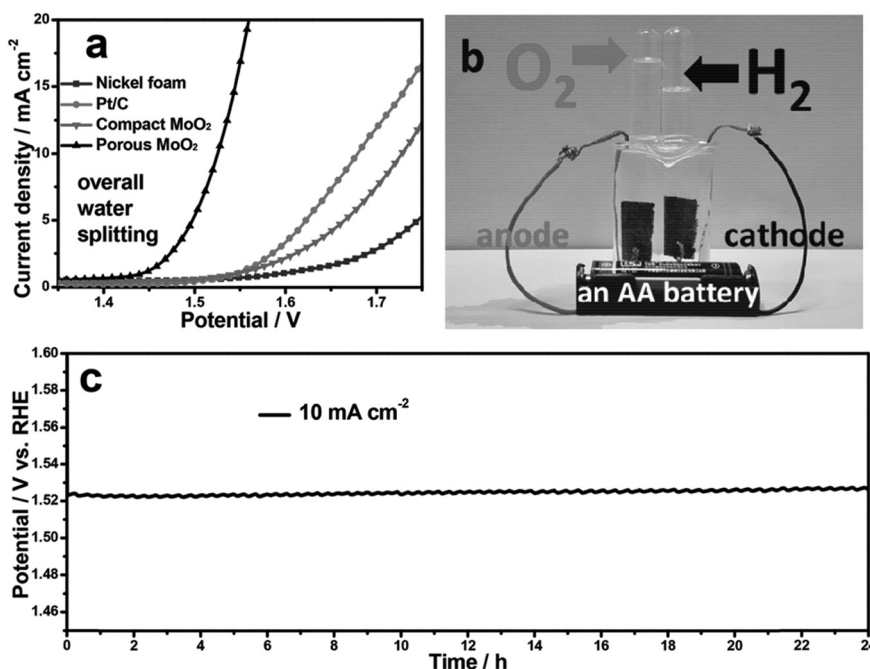 a
Nickel foam
Pt/C
Compact MoO₂
Porous MoO₂
overall
water
splitting
20
15
10
5
0
1.4 1.5 1.6 1.7
Current density / mA cm⁻²
Potential / V
b
O₂
H₂
anode
cathode
an AA battery
c
10 mA cm⁻²
1.60
1.58
1.56
1.54
1.52
1.50
1.48
1.46
0 2 4 6 8 10 12 14 16 18 20 22 24
Potential / V vs. RHE
Time / h